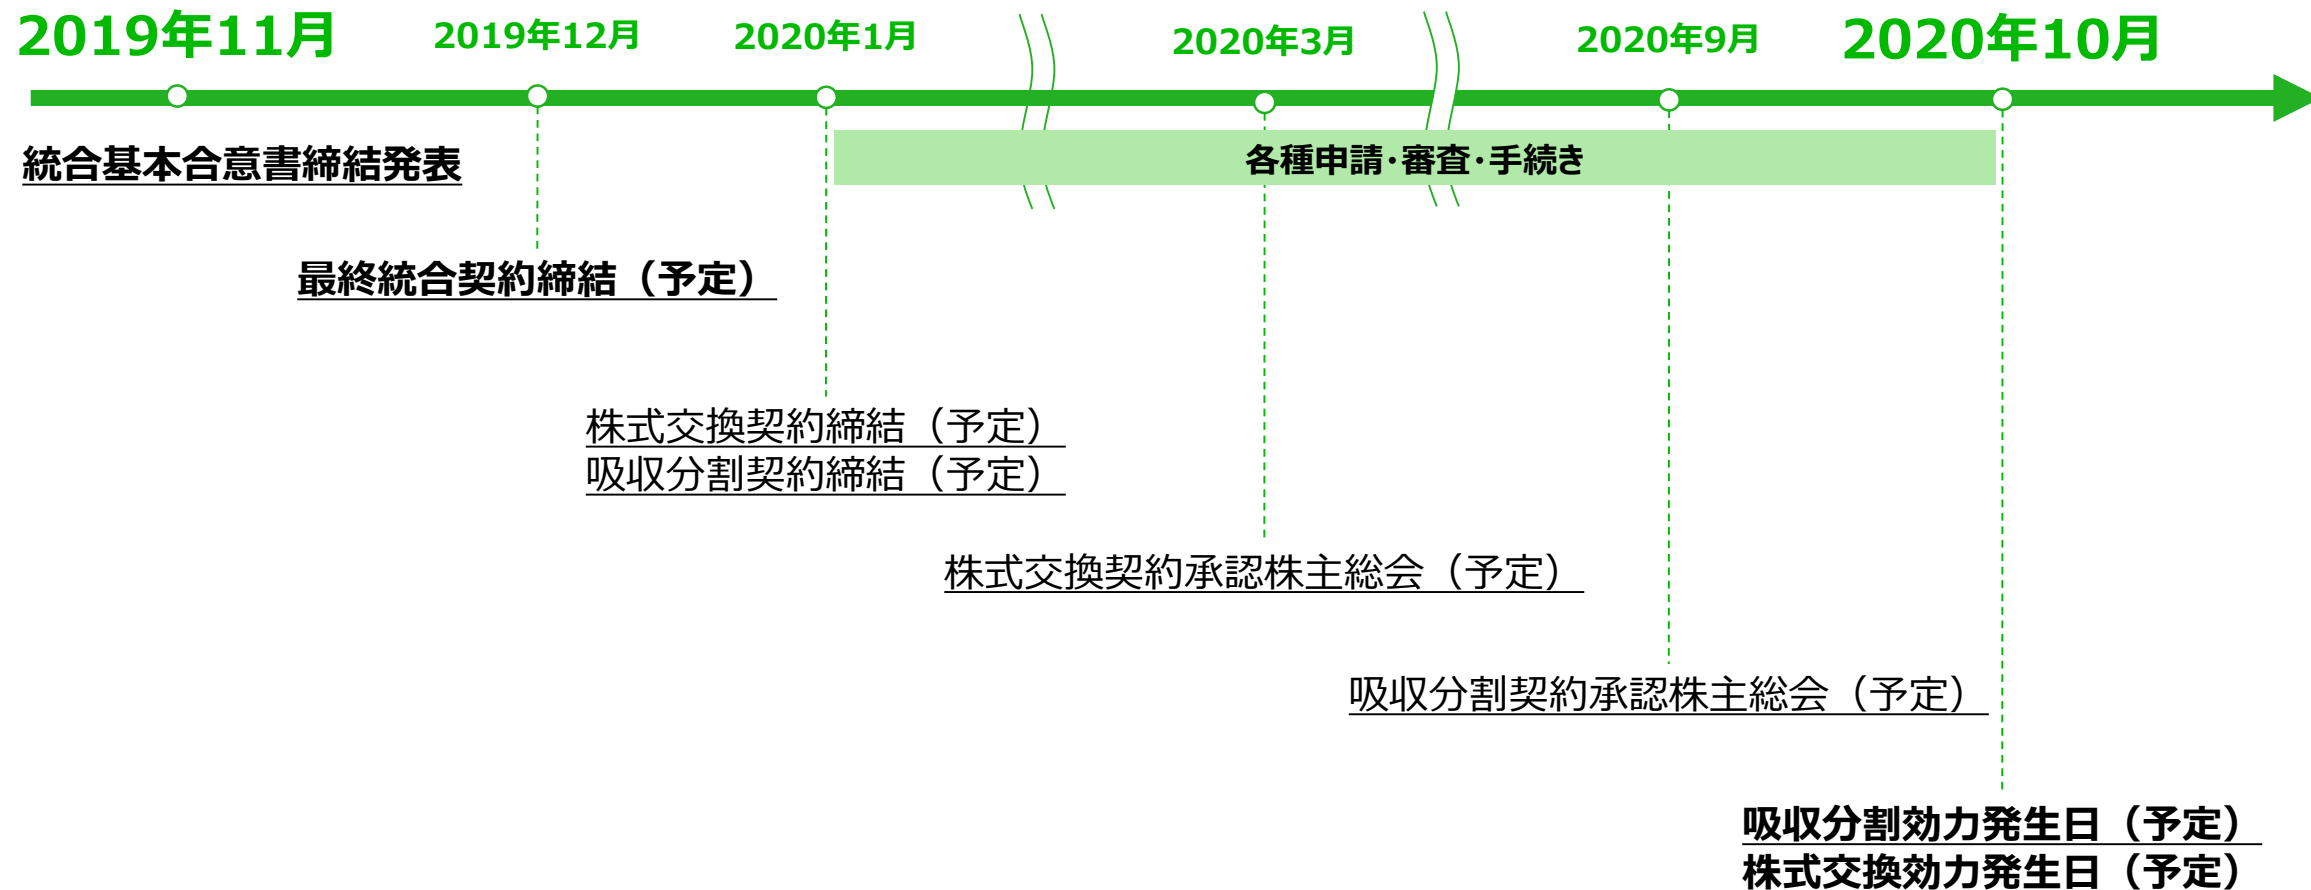 2019年11月
2019年12月
2020年1月
2020年3月
2020年9月
2020年10月
統合基本合意書締結発表
各種申請・審査・手続き
最終統合契約締結（予定）
株式交換契約締結（予定）
吸収分割契約締結（予定）
株式交換契約承認株主総会（予定）
吸収分割契約承認株主総会（予定）
吸収分割効力発生日（予定）
株式交換効力発生日（予定）